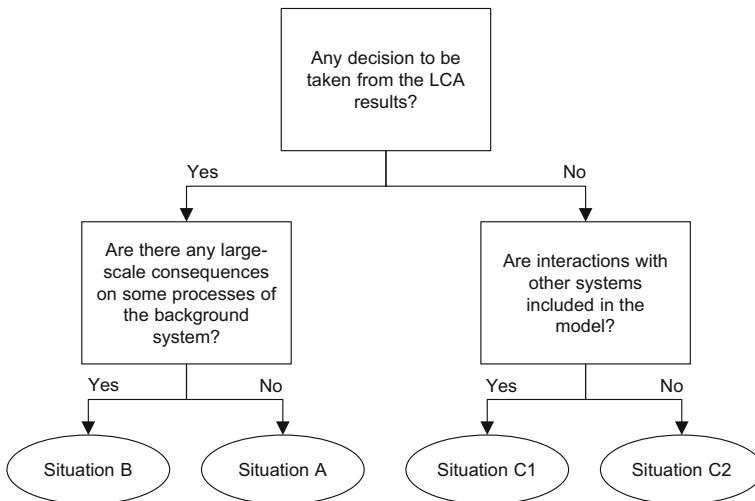 Any decision to be
taken from the LCA
results?
Yes
No
Are there any large-
scale consequences
on some processes of
the background
system?
Are interactions with
other systems
included in the
model?
Yes
No
Yes
No
Situation B
Situation A
Situation C1
Situation C2